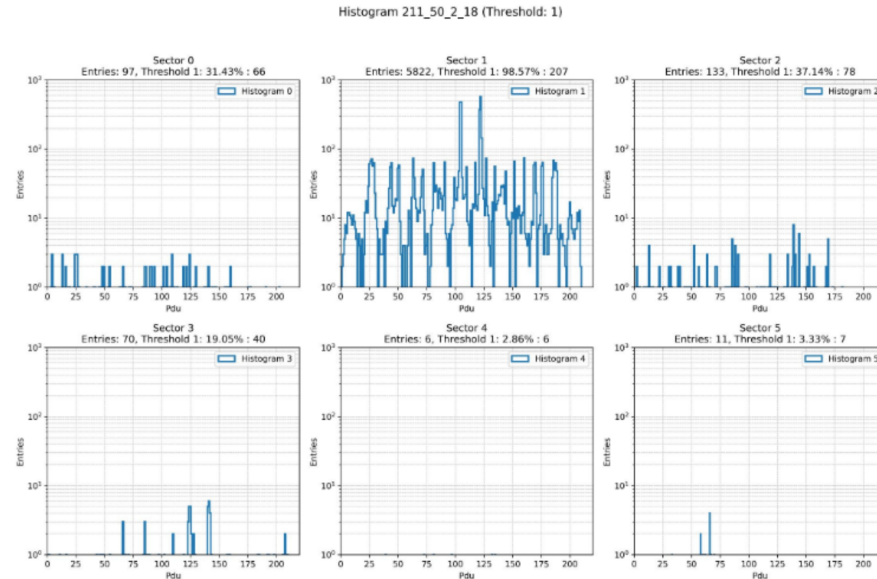 Histogram 211_50_2_18 (Threshold: 1)
Sector 0
Entries: 97, Threshold 1: 31.43% : 66
Histogram 0
Entries
10³
10²
10¹
10⁰
0 25 50 75 100 125 150 175 200
Pdu
Sector 1
Entries: 5822, Threshold 1: 98.57% : 207
Histogram 1
Entries
10³
10²
10¹
10⁰
0 25 50 75 100 125 150 175 200
Pdu
Sector 2
Entries: 133, Threshold 1: 37.14% : 78
Histogram 2
Entries
10³
10²
10¹
10⁰
0 25 50 75 100 125 150 175 200
Pdu
Sector 3
Entries: 70, Threshold 1: 19.05% : 40
Histogram 3
Entries
10³
10²
10¹
10⁰
0 25 50 75 100 125 150 175 200
Pdu
Sector 4
Entries: 6, Threshold 1: 2.86% : 6
Histogram 4
Entries
10³
10²
10¹
10⁰
0 25 50 75 100 125 150 175 200
Pdu
Sector 5
Entries: 11, Threshold 1: 3.33% : 7
Histogram 5
Entries
10³
10²
10¹
10⁰
0 25 50 75 100 125 150 175 200
Pdu